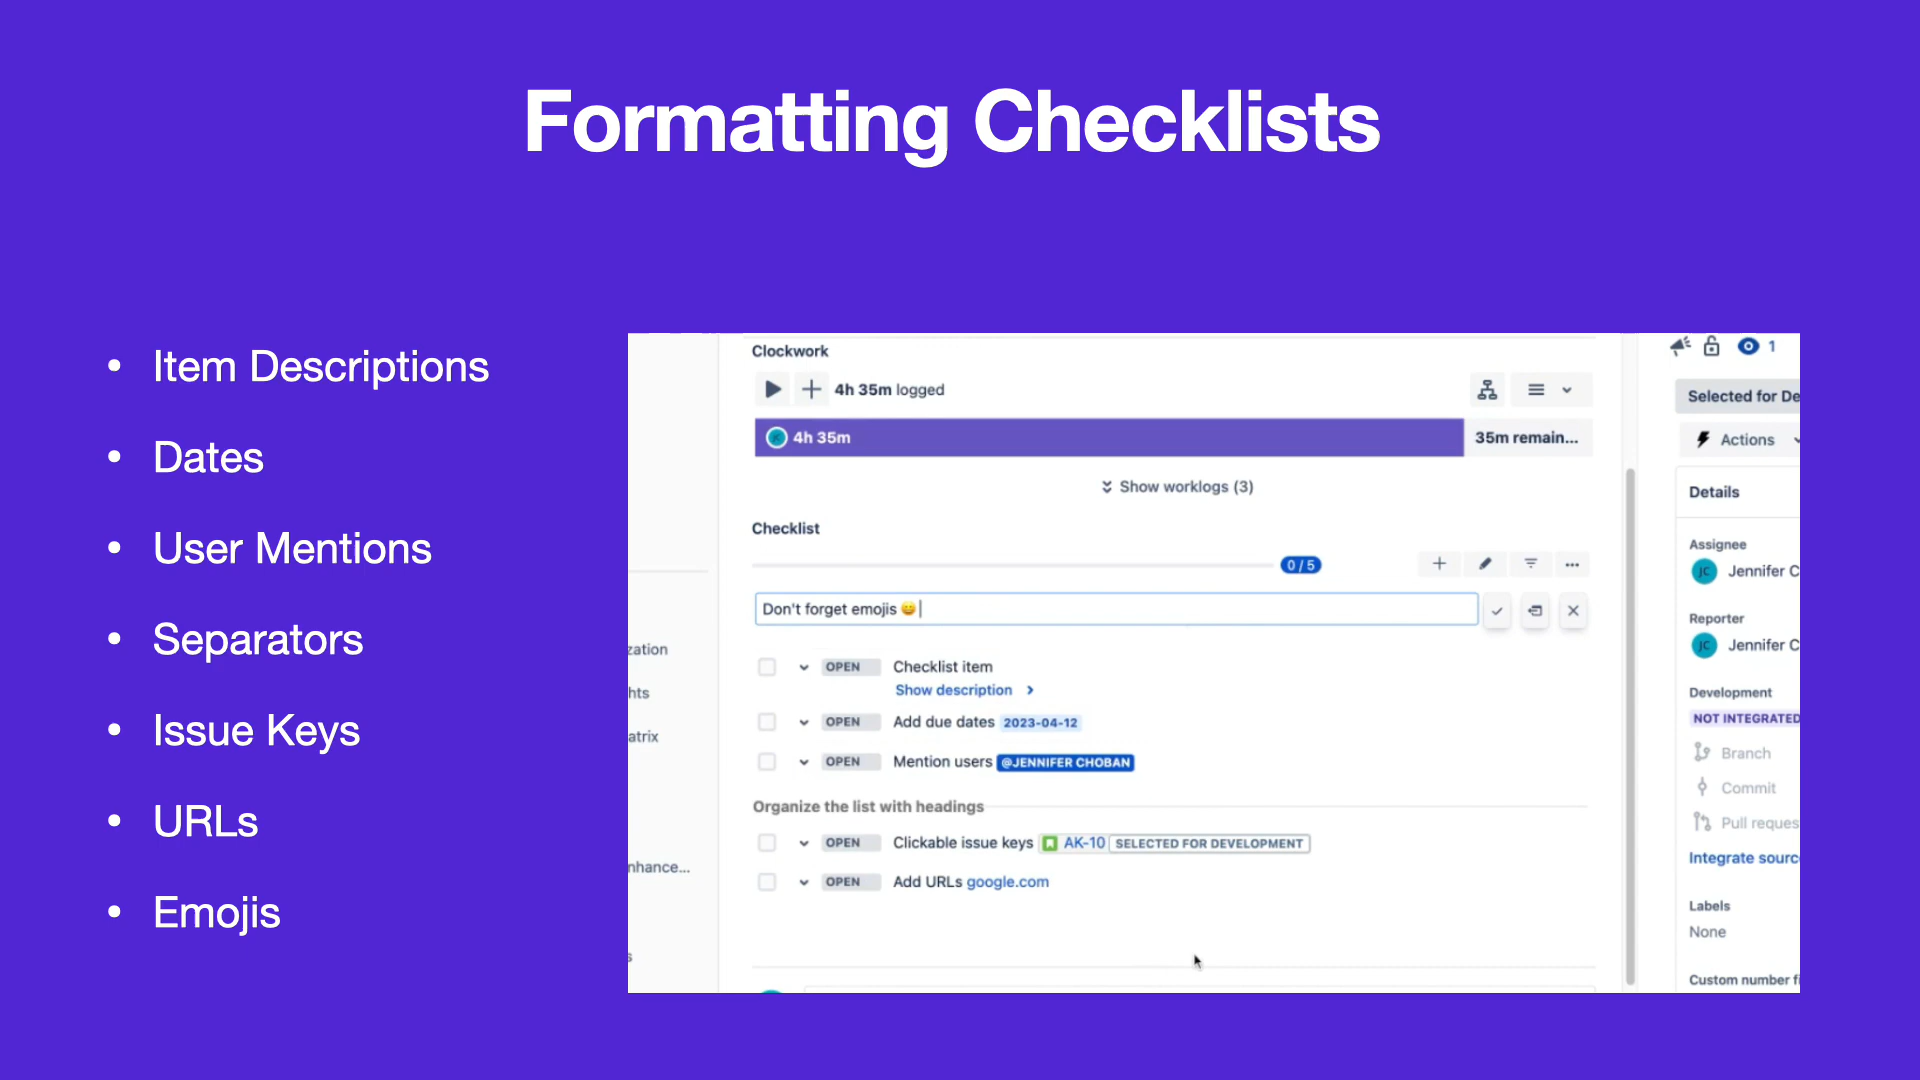 Formatting Checklists
• Item Descriptions
• Dates
• User Mentions
• Separators
• Issue Keys
• URLs
• Emojis
zation
hts
atrix
nhance...
s
Clockwork
4h 35m logged
JC 4h 35m
35m remain...
Show worklogs (3)
Checklist
0 / 5
Don't forget emojis 😄
OPEN Checklist item
Show description
OPEN Add due dates 2023-04-12
OPEN Mention users @JENNIFER CHOBAN
Organize the list with headings
OPEN Clickable issue keys AK-10 SELECTED FOR DEVELOPMENT
OPEN Add URLs google.com
1
Selected for De
Actions
Details
Assignee
JC Jennifer C
Reporter
JC Jennifer C
Development
NOT INTEGRATED
Branch
Commit
Pull reques
Integrate sourc
Labels
None
Custom number fi